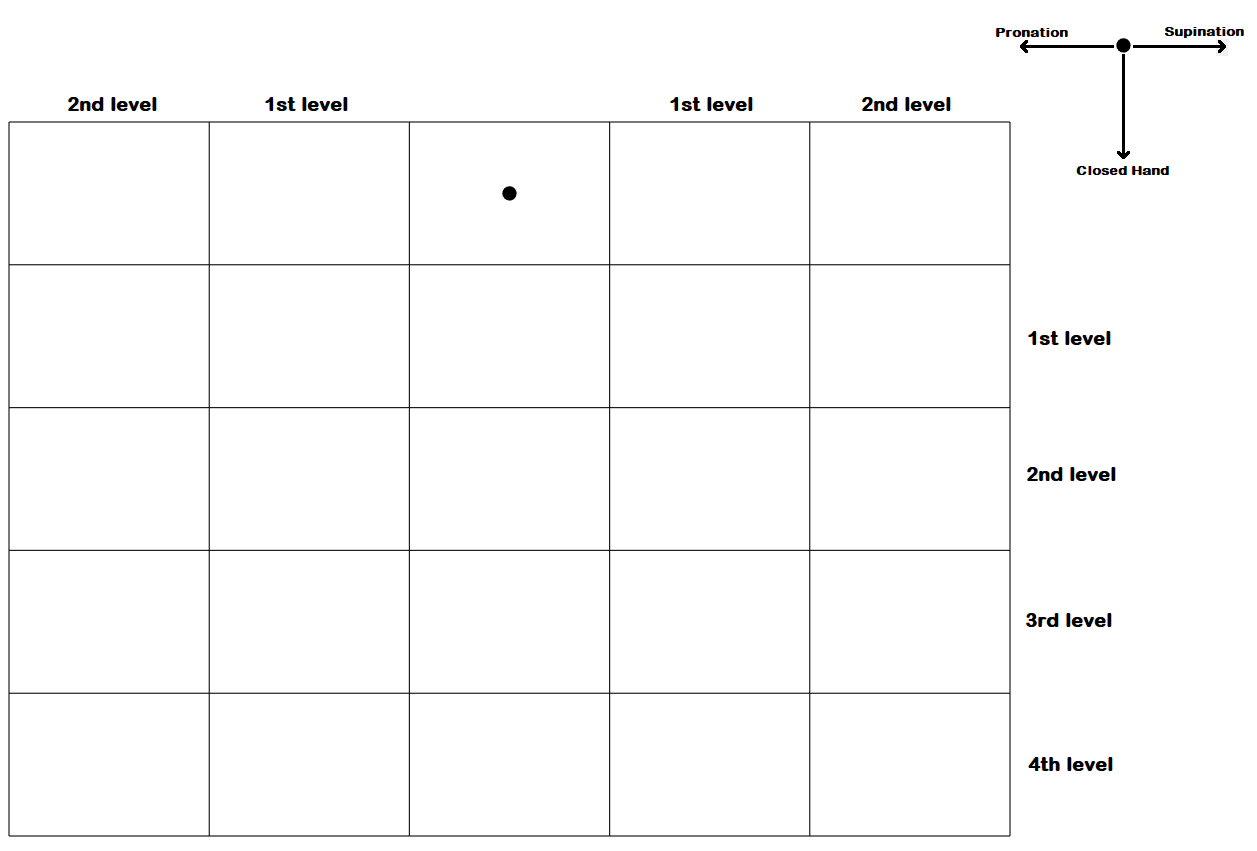 Pronation
Supination
Closed Hand
2nd level
1st level
1st level
2nd level
1st level
2nd level
3rd level
4th level